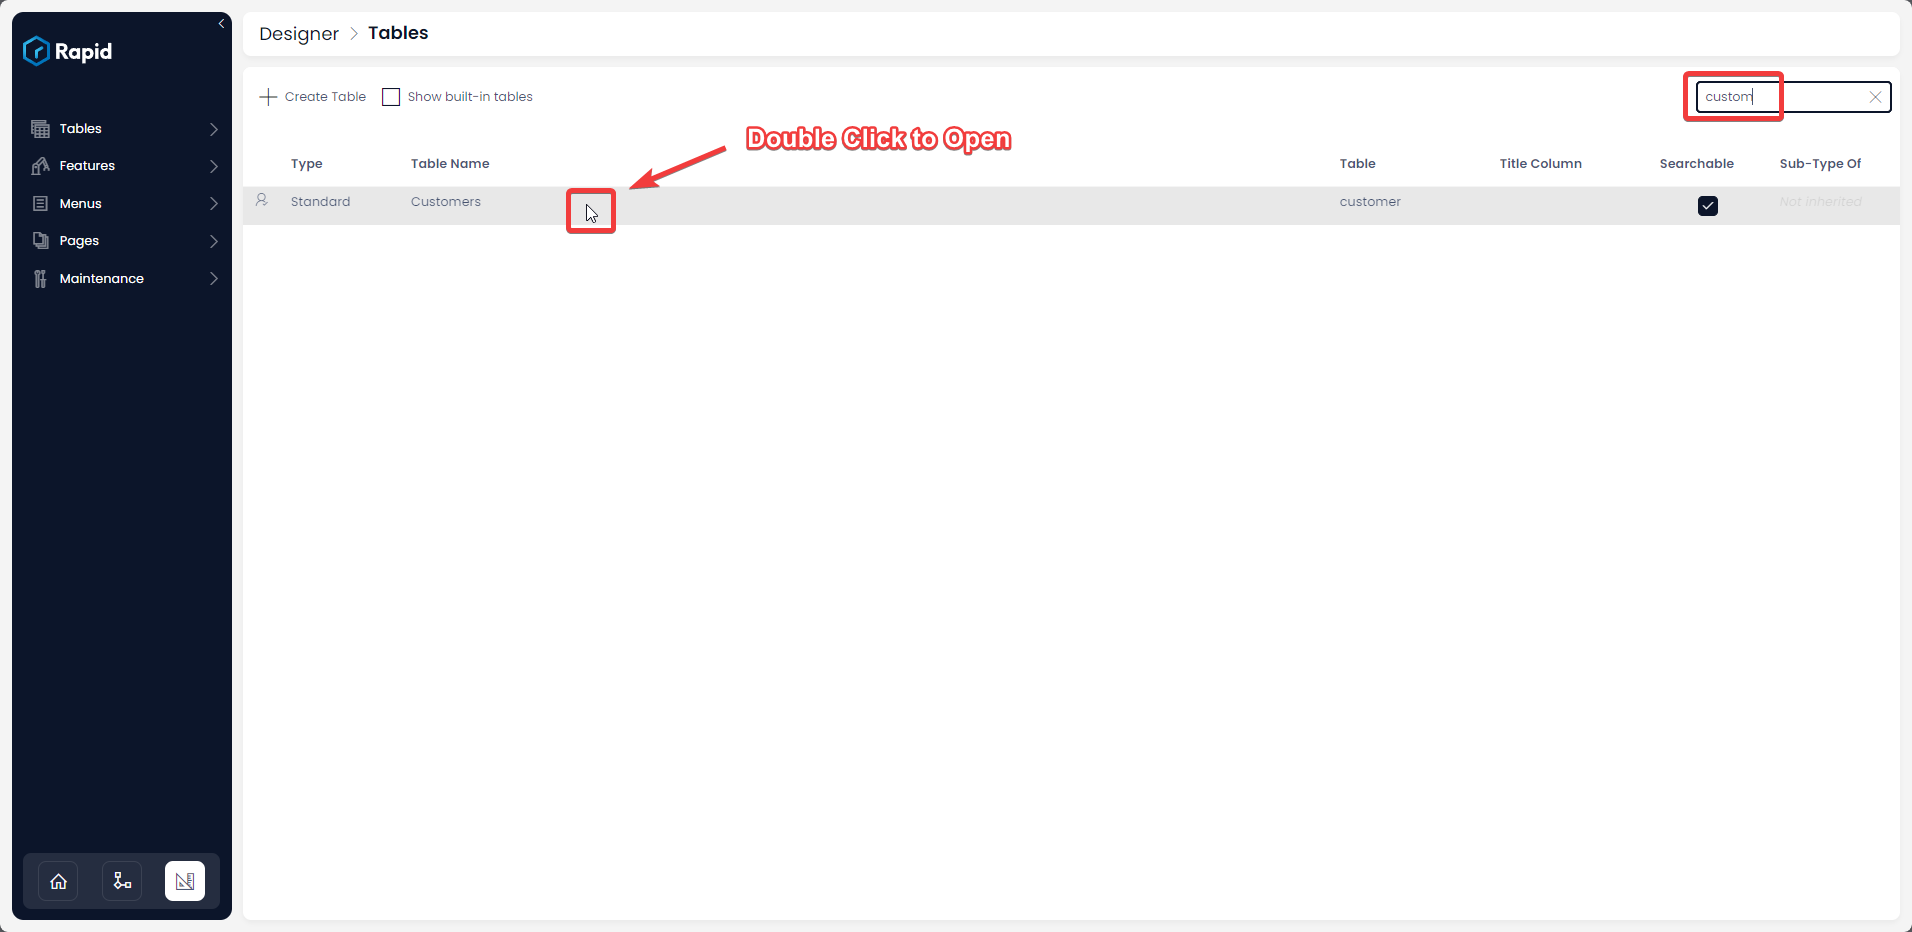 Rapid
Tables
Features
Menus
Pages
Maintenance
Designer > Tables
Create Table
Show built-in tables
custom
Double Click to Open
Type
Table Name
Table
Title Column
Searchable
Sub-Type Of
Standard
Customers
customer
Not inherited